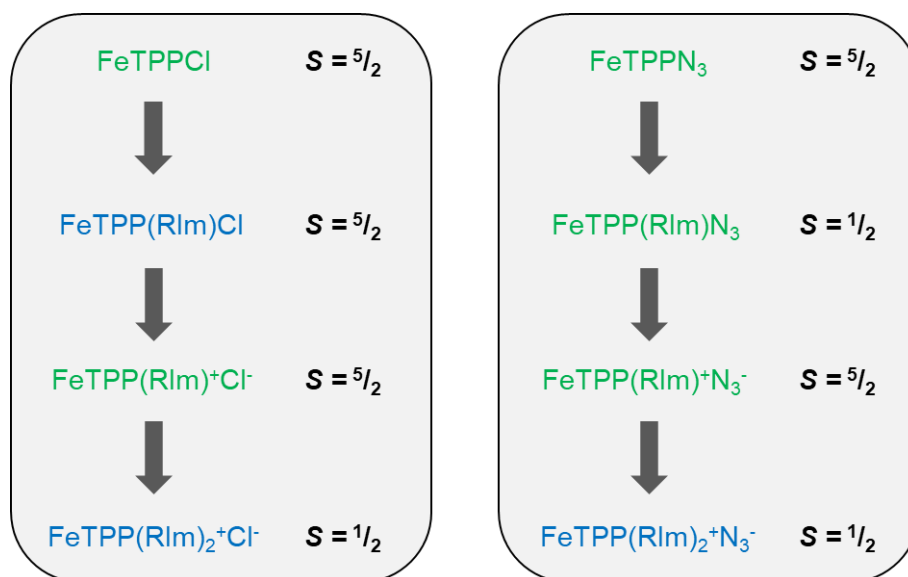 FeTPPCl S = ⁵/₂
FeTPP(RIm)Cl S = ⁵/₂
FeTPP(RIm)⁺Cl⁻ S = ⁵/₂
FeTPP(RIm)₂⁺Cl⁻ S = ¹/₂
FeTPPN₃ S = ⁵/₂
FeTPP(RIm)N₃ S = ¹/₂
FeTPP(RIm)⁺N₃⁻ S = ⁵/₂
FeTPP(RIm)₂⁺N₃⁻ S = ¹/₂